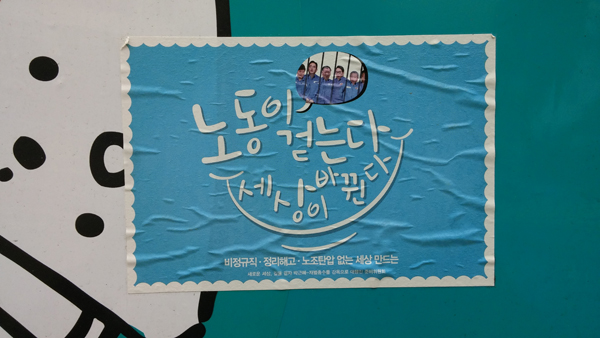 노동이 걷는다
세상이 바뀐다
비정규직 · 정리해고 · 노조탄압 없는 세상 만드는